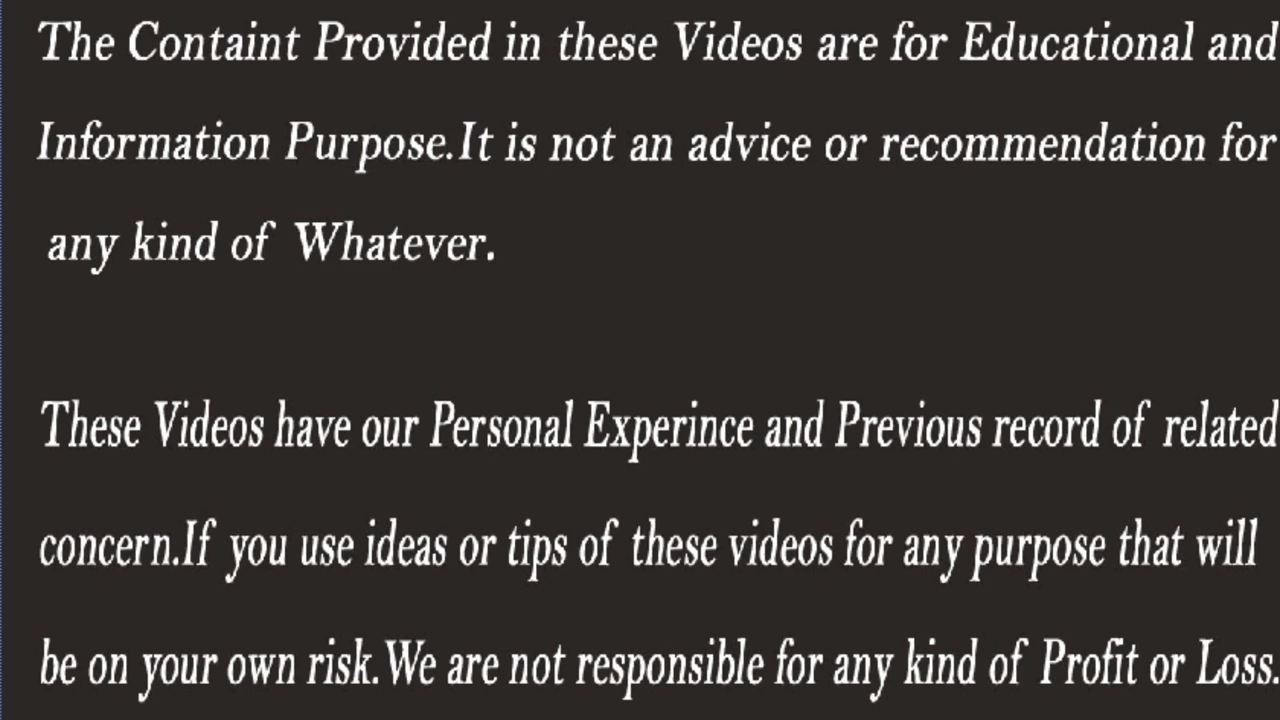 The Containt Provided in these Videos are for Educational and
Information Purpose.It is not an advice or recommendation for
any kind of Whatever.
These Videos have our Personal Experince and Previous record of related
concern.If you use ideas or tips of these videos for any purpose that will
be on your own risk.We are not responsible for any kind of Profit or Loss.